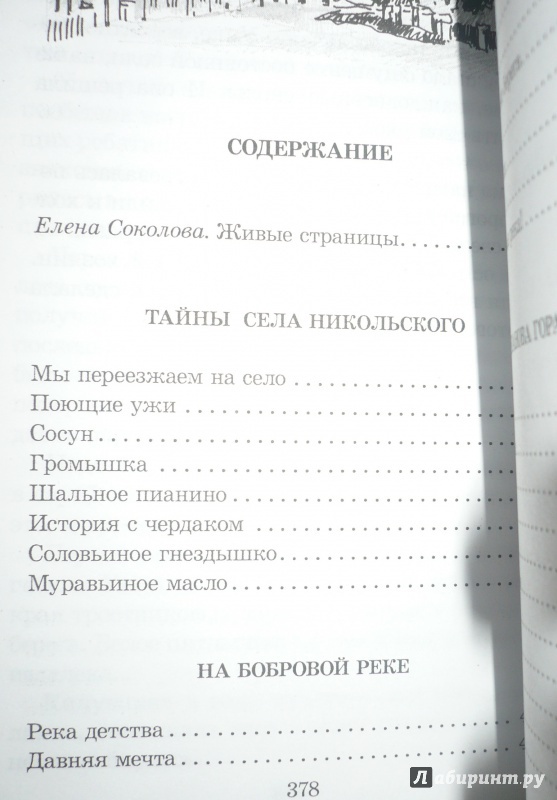 СОДЕРЖАНИЕ
Елена Соколова. Живые страницы
ТАЙНЫ СЕЛА НИКОЛЬСКОГО
Мы переезжаем на село
Поющие ужи
Сосун
Громышка
Шальное пианино
История с чердаком
Соловьиное гнездышко
Муравьиное масло
НА БОБРОВОЙ РЕКЕ
Река детства
Давняя мечта
378
Лабиринт.ру